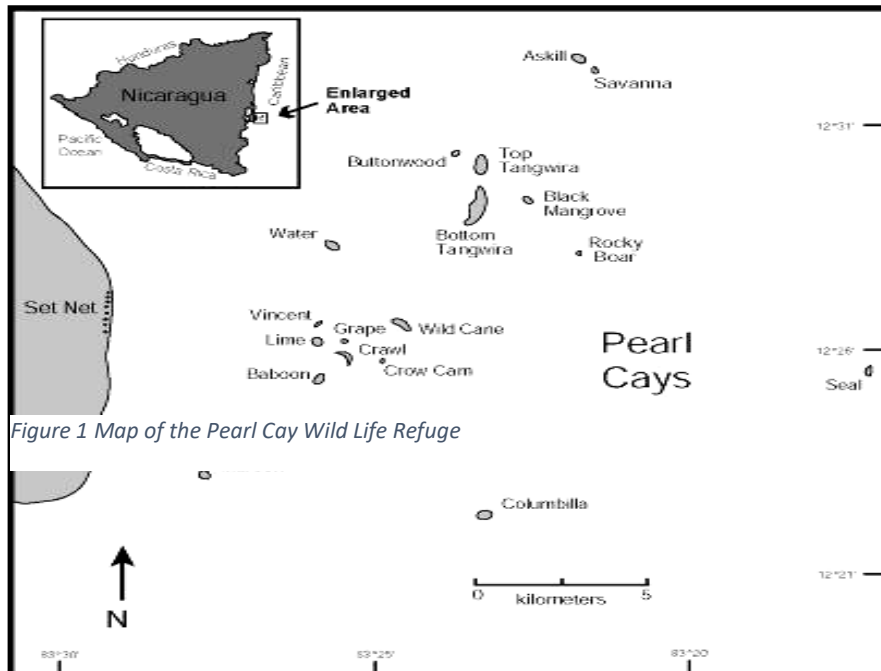 Honduras
Caribbean
Nicaragua
Pacific
Ocean
Costa Rica
Enlarged
Area
Askill
Savanna
12°31'
Buttonwood
Top
Tangwira
Black
Mangrove
Bottom
Tangwira
Rocky
Boar
Water
Set Net
Vincent
Grape
Wild Cane
Lime
Crawl
Crow Cam
Baboon
Pearl
Cays
12°26'
Seal
Figure 1 Map of the Pearl Cay Wild Life Refuge
Columbilla
12°21'
0
5
kilometers
N
83°30'
83°25'
83°20'